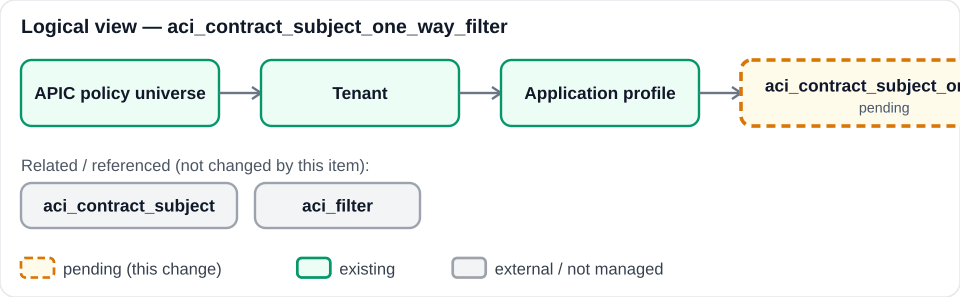 Logical view — aci_contract_subject_one_way_filter
APIC policy universe
Tenant
Application profile
aci_contract_subject_
pending
Related / referenced (not changed by this item):
aci_contract_subject
aci_filter
pending (this change)
existing
external / not managed